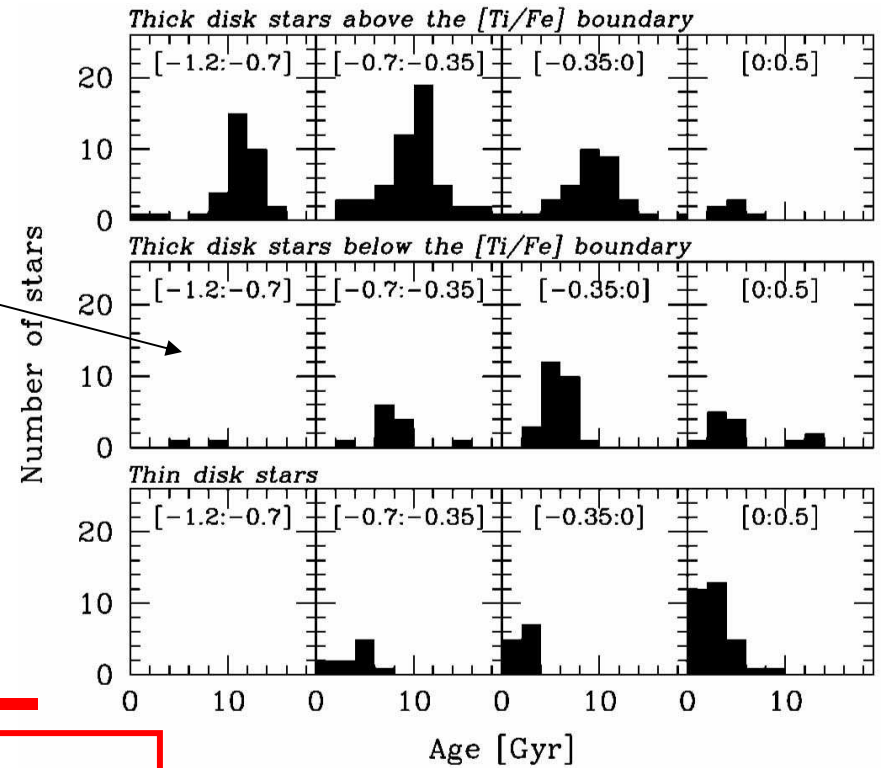 Thick disk stars above the [Ti/Fe] boundary
[-1.2:-0.7] [-0.7:-0.35] [-0.35:0] [0:0.5]
20
10
0
Thick disk stars below the [Ti/Fe] boundary
[-1.2:-0.7] [-0.7:-0.35] [-0.35:0] [0:0.5]
20
10
0
Number of stars
Thin disk stars
[-1.2:-0.7] [-0.7:-0.35] [-0.35:0] [0:0.5]
20
10
0
0 10 0 10 0 10 0 10
Age [Gyr]